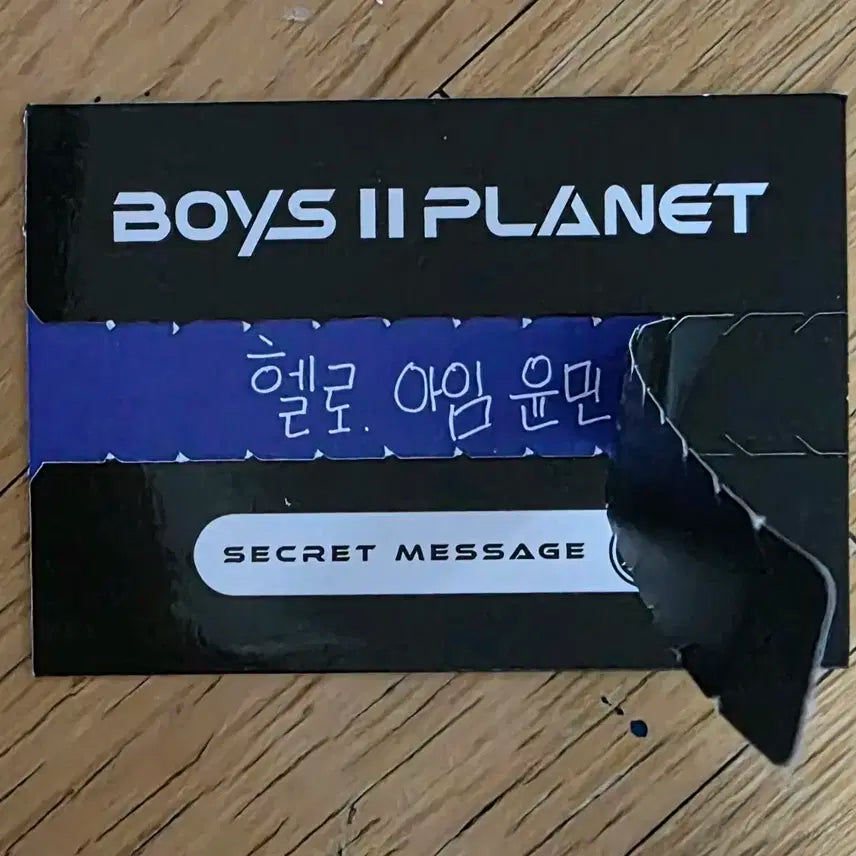 BOYS II PLANET
헬로. 아임 윤민
SECRET MESSAGE